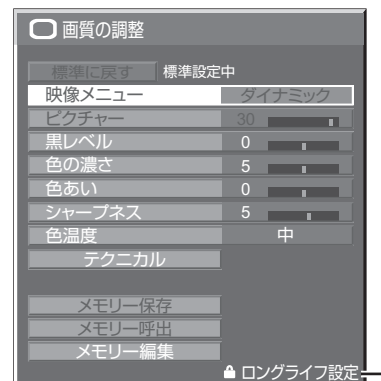 画質の調整
標準に戻す 標準設定中
映像メニュー ダイナミック
ピクチャー 30
黒レベル 0
色の濃さ 5
色あい 0
シャープネス 5
色温度 中
テクニカル
メモリー保存
メモリー呼出
メモリー編集
ロングライフ設定